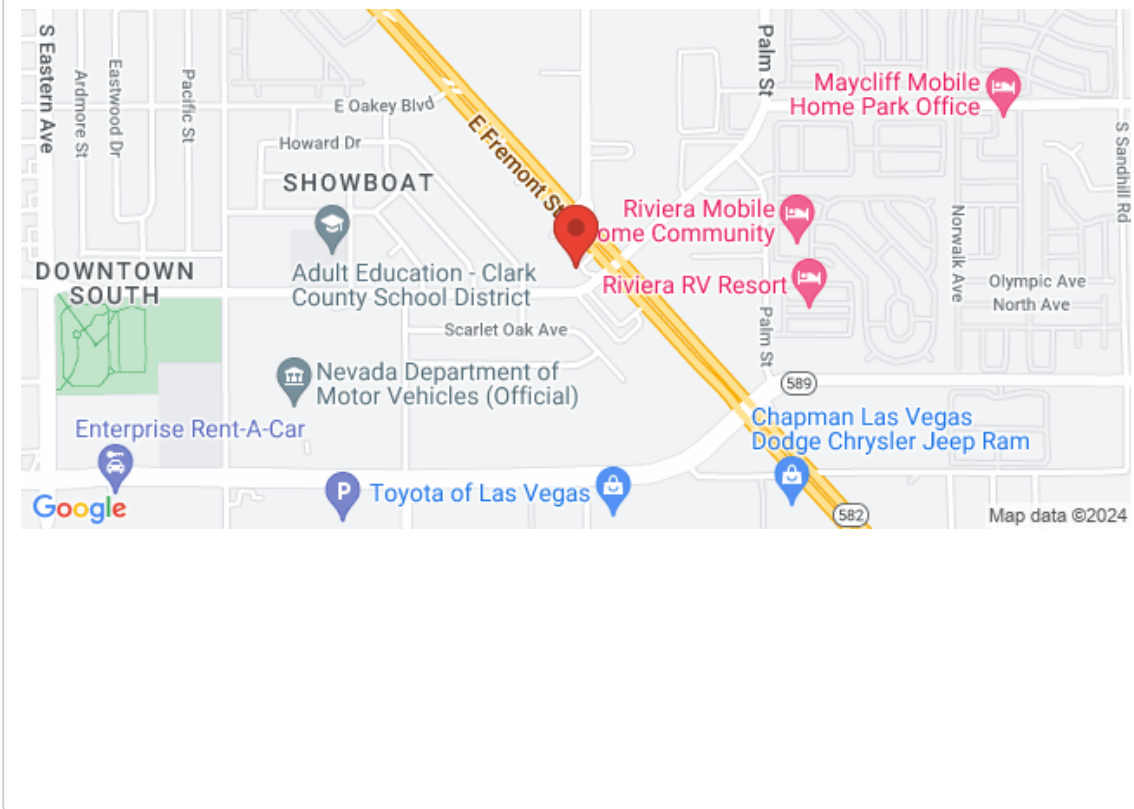 S Eastern Ave
Ardmore St
Eastwood Dr
Pacific St
E Oakey Blvd
Howard Dr
SHOWBOAT
E Fremont St
Palm St
Maycliff Mobile
Home Park Office
S Sandhill Rd
Riviera Mobile
ome Community
Riviera RV Resort
Norwalk Ave
Olympic Ave
North Ave
DOWNTOWN
SOUTH
Adult Education - Clark
County School District
Scarlet Oak Ave
Palm St
Nevada Department of
Motor Vehicles (Official)
589
Enterprise Rent-A-Car
Chapman Las Vegas
Dodge Chrysler Jeep Ram
P
Toyota of Las Vegas
Google
582
Map data ©2024